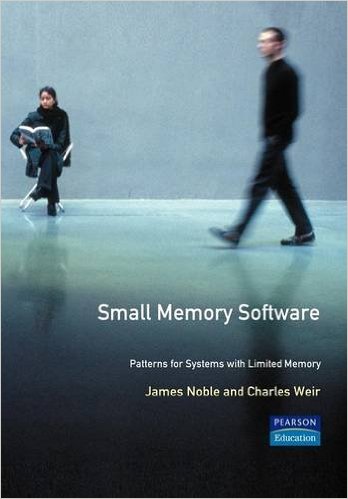 Small Memory Software
Patterns for Systems with Limited Memory
James Noble and Charles Weir
PEARSON
Education